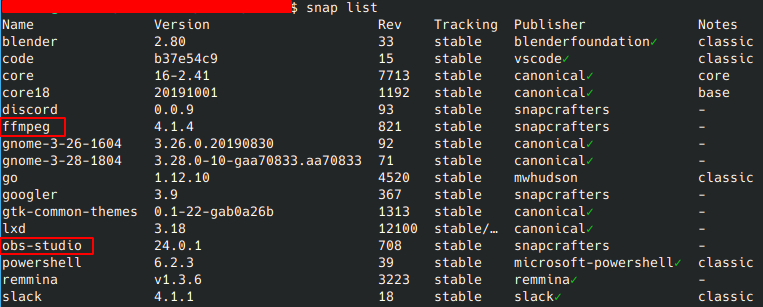 $ snap list
Name Version Rev Tracking Publisher Notes
blender 2.80 33 stable blenderfoundation✓ classic
code b37e54c9 15 stable vscode✓ classic
core 16-2.41 7713 stable canonical✓ core
core18 20191001 1192 stable canonical✓ base
discord 0.0.9 93 stable snapcrafters -
ffmpeg 4.1.4 821 stable snapcrafters -
gnome-3-26-1604 3.26.0.20190830 92 stable canonical✓ -
gnome-3-28-1804 3.28.0-10-gaa70833.aa70833 71 stable canonical✓ -
go 1.12.10 4520 stable mwhudson classic
googler 3.9 367 stable snapcrafters -
gtk-common-themes 0.1-22-gab0a26b 1313 stable canonical✓ -
lxd 3.18 12100 stable/… canonical✓ -
obs-studio 24.0.1 708 stable snapcrafters -
powershell 6.2.3 39 stable microsoft-powershell✓ classic
remmina v1.3.6 3223 stable remmina✓ -
slack 4.1.1 18 stable slack✓ classic